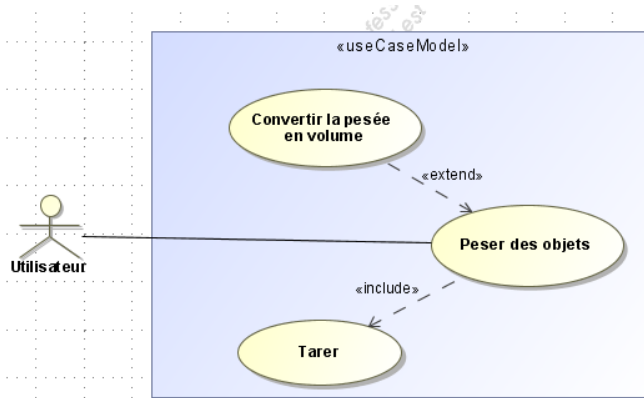 «useCaseModel»
Convertir la pesée
en volume
«extend»
Peser des objets
Utilisateur
«include»
Tarer